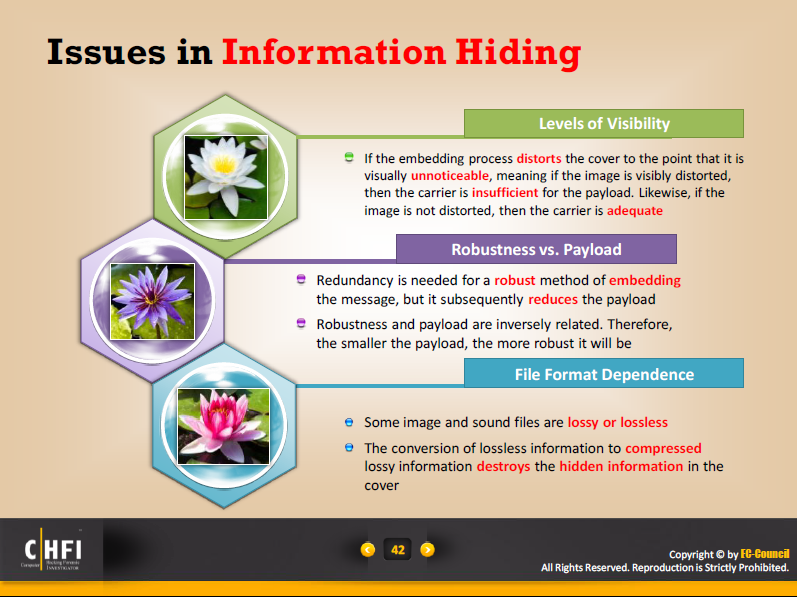 Issues in Information Hiding
Levels of Visibility
If the embedding process distorts the cover to the point that it is
visually unnoticeable, meaning if the image is visibly distorted,
then the carrier is insufficient for the payload. Likewise, if the
image is not distorted, then the carrier is adequate
Robustness vs. Payload
Redundancy is needed for a robust method of embedding
the message, but it subsequently reduces the payload
Robustness and payload are inversely related. Therefore,
the smaller the payload, the more robust it will be
File Format Dependence
Some image and sound files are lossy or lossless
The conversion of lossless information to compressed
lossy information destroys the hidden information in the
cover
CHFI
Computer Hacking Forensic
INVESTIGATOR
42
Copyright © by EC-Council
All Rights Reserved. Reproduction is Strictly Prohibited.